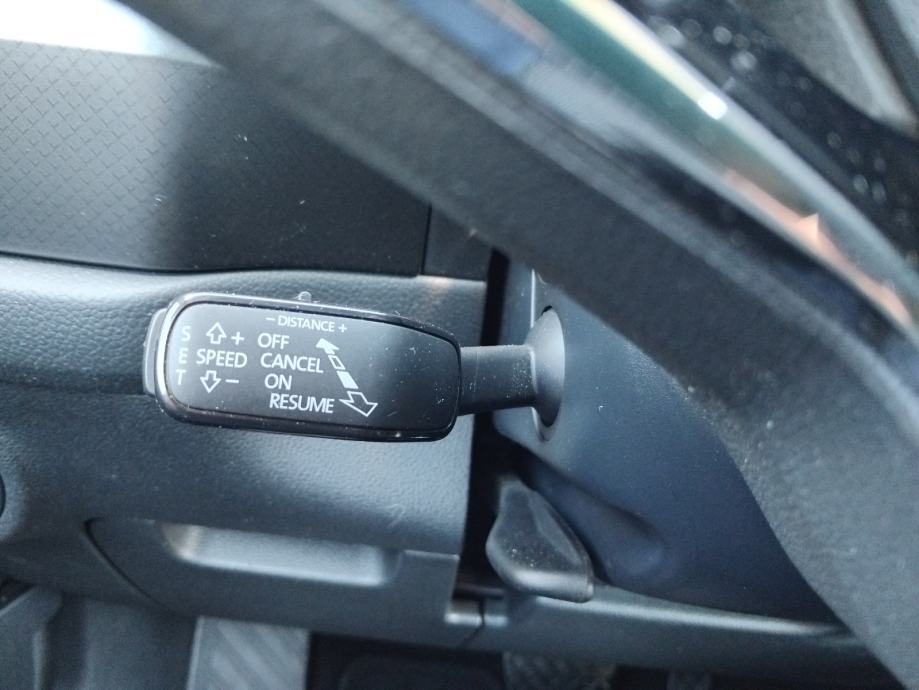 - DISTANCE +
S + OFF
E SPEED CANCEL
T - ON
RESUME